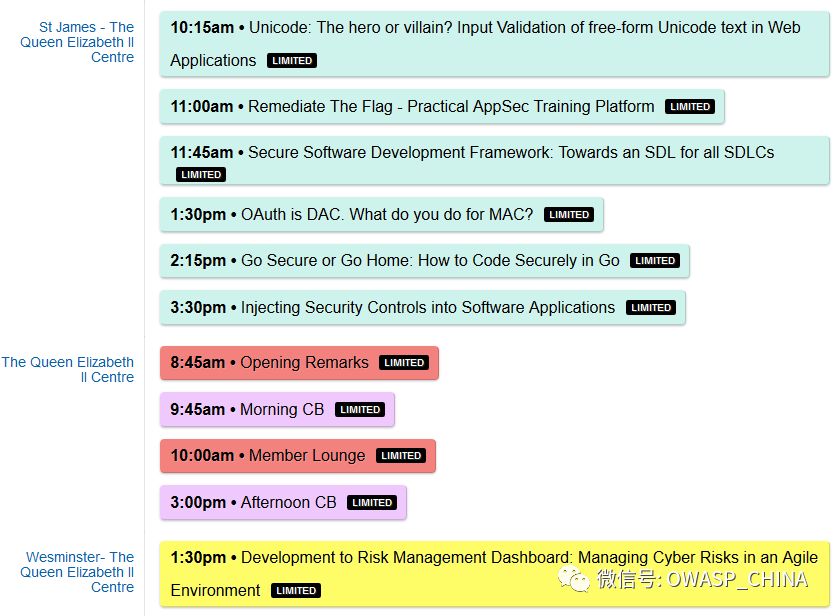 St James - The
Queen Elizabeth ll
Centre
10:15am • Unicode: The hero or villain? Input Validation of free-form Unicode text in Web
Applications LIMITED
11:00am • Remediate The Flag - Practical AppSec Training Platform LIMITED
11:45am • Secure Software Development Framework: Towards an SDL for all SDLCs
LIMITED
1:30pm • OAuth is DAC. What do you do for MAC? LIMITED
2:15pm • Go Secure or Go Home: How to Code Securely in Go LIMITED
3:30pm • Injecting Security Controls into Software Applications LIMITED
The Queen Elizabeth
ll Centre
8:45am • Opening Remarks LIMITED
9:45am • Morning CB LIMITED
10:00am • Member Lounge LIMITED
3:00pm • Afternoon CB LIMITED
Wesminster- The
Queen Elizabeth ll
Centre
1:30pm • Development to Risk Management Dashboard: Managing Cyber Risks in an Agile
Environment LIMITED
微信号: OWASP_CHINA